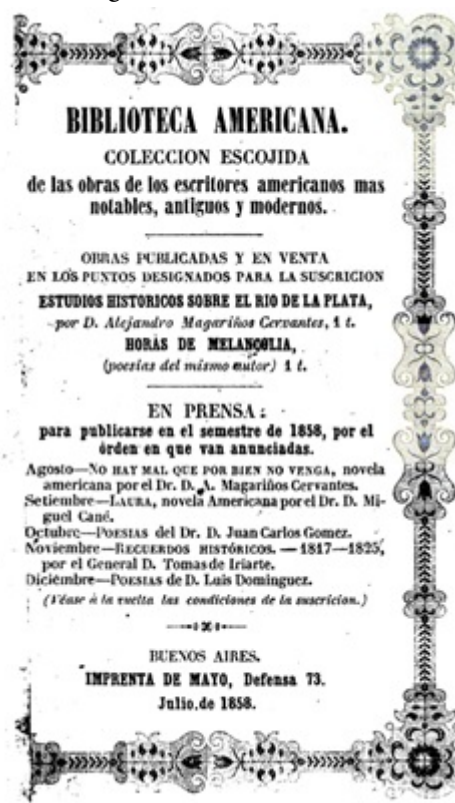 BIBLIOTECA AMERICANA.
COLECCION ESCOJIDA
de las obras de los escritores americanos mas
notables, antiguos y modernos.
OBRAS PUBLICADAS Y EN VENTA
EN LOS PUNTOS DESIGNADOS PARA LA SUSCRICION
ESTUDIOS HISTORICOS SOBRE EL RIO DE LA PLATA,
por D. Alejandro Magariños Cervantes, 1 t.
HORAS DE MELANCOLIA,
(poesías del mismo autor) 1 t.
EN PRENSA:
para publicarse en el semestre de 1858, por el
órden en que van anunciadas.
Agosto—NO HAY MAL QUE POR BIEN NO VENGA, novela
americana por el Dr. D. A. Magariños Cervantes.
Setiembre—LAURA, novela Americana por el Dr. D. Mi-
guel Cané.
Octubre—POESIAS del Dr. D. Juan Carlos Gomez.
Noviembre—RECUERDOS HISTÓRICOS. — 1817—1825,
por el General D. Tomas de Iriarte.
Diciembre—POESIAS de D. Luis Dominguez.
(Véase à la vuelta las condiciones de la suscricion.)
BUENOS AIRES.
IMPRENTA DE MAYO, Defensa 73.
Julio de 1858.